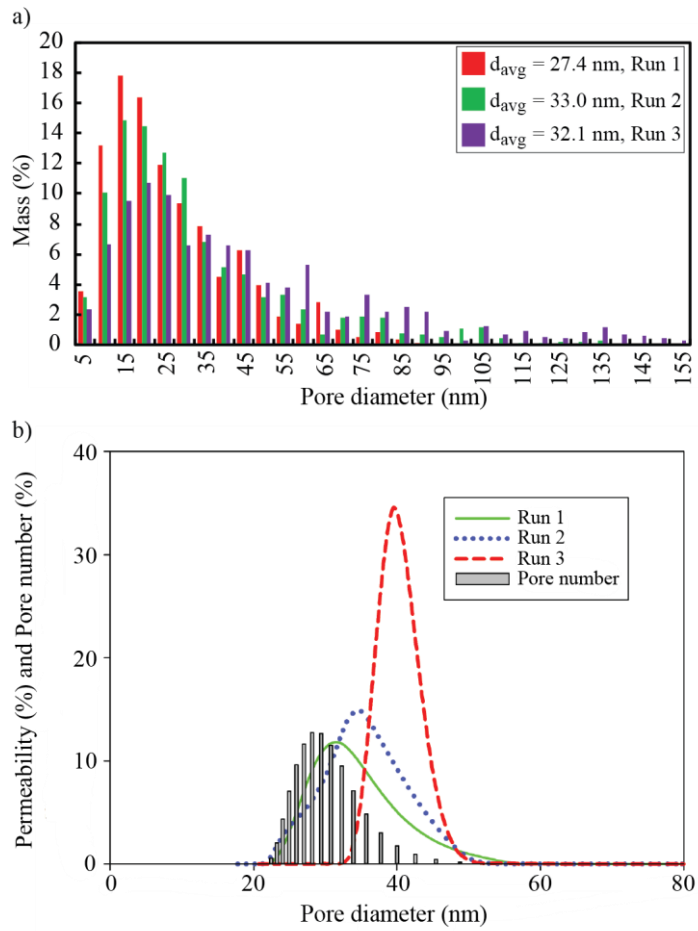 a)
20
18
16
14
12
10
8
6
4
2
0
Mass (%)
d_avg = 27.4 nm, Run 1
d_avg = 33.0 nm, Run 2
d_avg = 32.1 nm, Run 3
5 15 25 35 45 55 65 75 85 95 105 115 125 135 145 155
Pore diameter (nm)
b)
40
30
20
10
0
Permeability (%) and Pore number (%)
Run 1
Run 2
Run 3
Pore number
0 20 40 60 80
Pore diameter (nm)